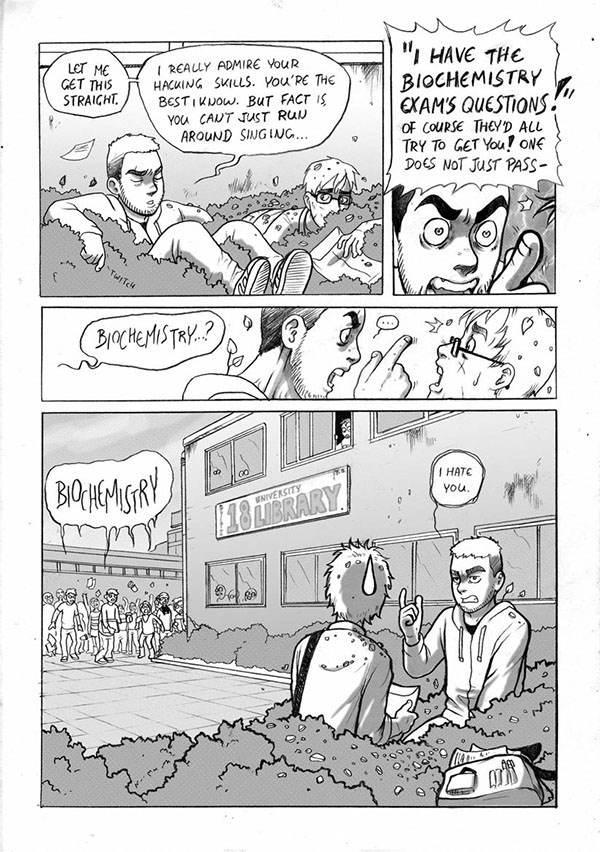 LET ME
GET THIS
STRAIGHT.
I REALLY ADMIRE YOUR
HACKING SKILLS. YOU'RE THE
BEST I KNOW. BUT FACT IS
YOU CAN'T JUST RUN
AROUND SINGING...
TWITCH
"I HAVE THE
BIOCHEMISTRY
EXAM'S QUESTIONS!"
OF COURSE THEY'D ALL
TRY TO GET YOU! ONE
DOES NOT JUST PASS-
BIOCHEMISTRY...?
...
BIOCHEMISTRY
UNIVERSITY
18 LIBRARY
I HATE
YOU.